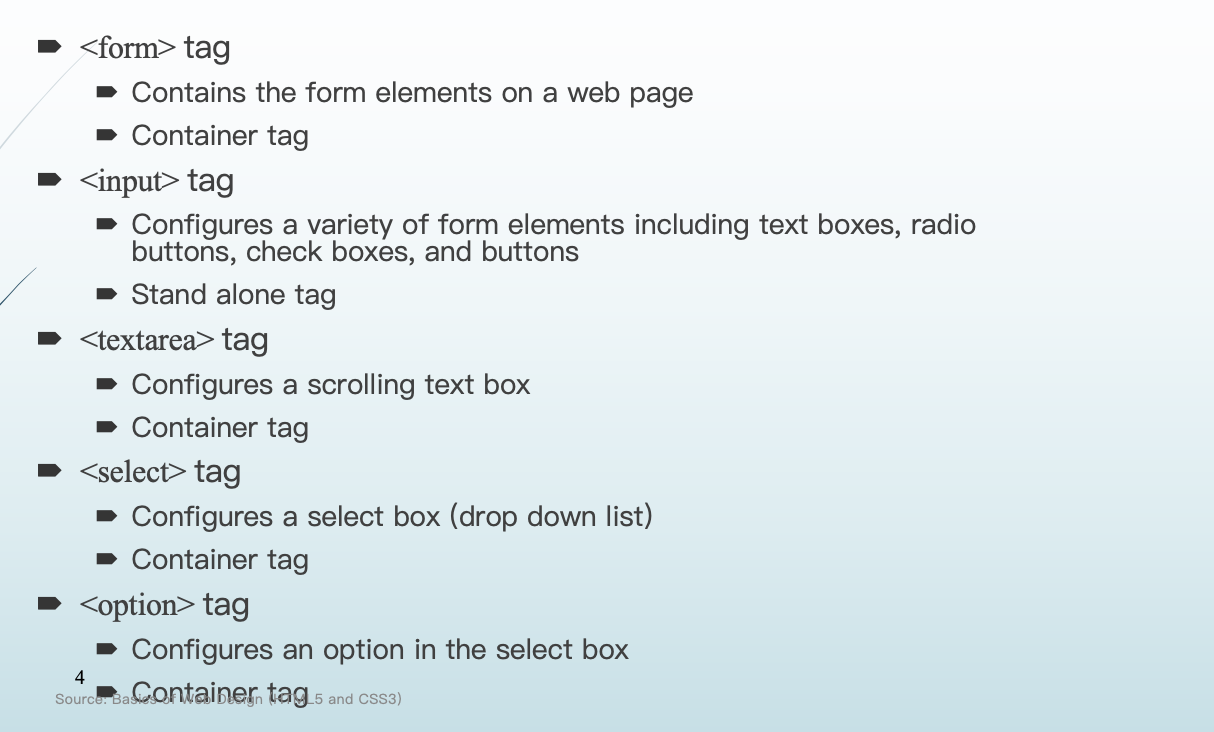 <form> tag
Contains the form elements on a web page
Container tag
<input> tag
Configures a variety of form elements including text boxes, radio
buttons, check boxes, and buttons
Stand alone tag
<textarea> tag
Configures a scrolling text box
Container tag
<select> tag
Configures a select box (drop down list)
Container tag
<option> tag
Configures an option in the select box
4
Container tag
Source: Basics of Web Design (HTML5 and CSS3)